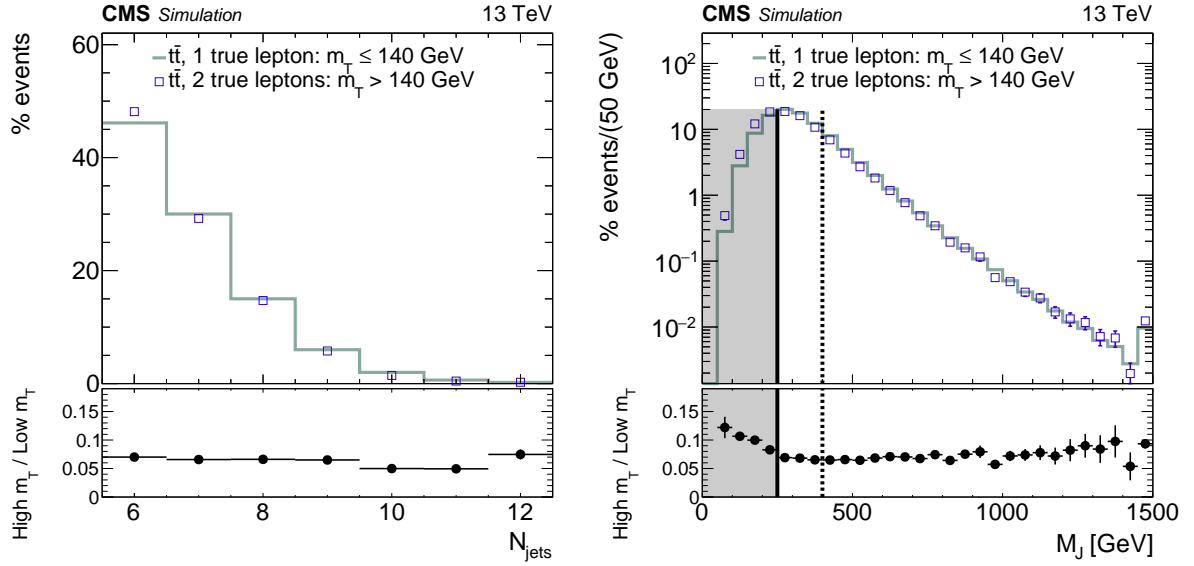 CMS Simulation 13 TeV
tt̄, 1 true lepton: m_T ≤ 140 GeV
tt̄, 2 true leptons: m_T > 140 GeV
% events
60
40
20
0
High m_T / Low m_T
0.15
0.1
0.05
0
6 8 10 12
N_jets
CMS Simulation 13 TeV
tt̄, 1 true lepton: m_T ≤ 140 GeV
tt̄, 2 true leptons: m_T > 140 GeV
% events/(50 GeV)
10²
10
1
10⁻¹
10⁻²
High m_T / Low m_T
0.15
0.1
0.05
0
0 500 1000 1500
M_J [GeV]